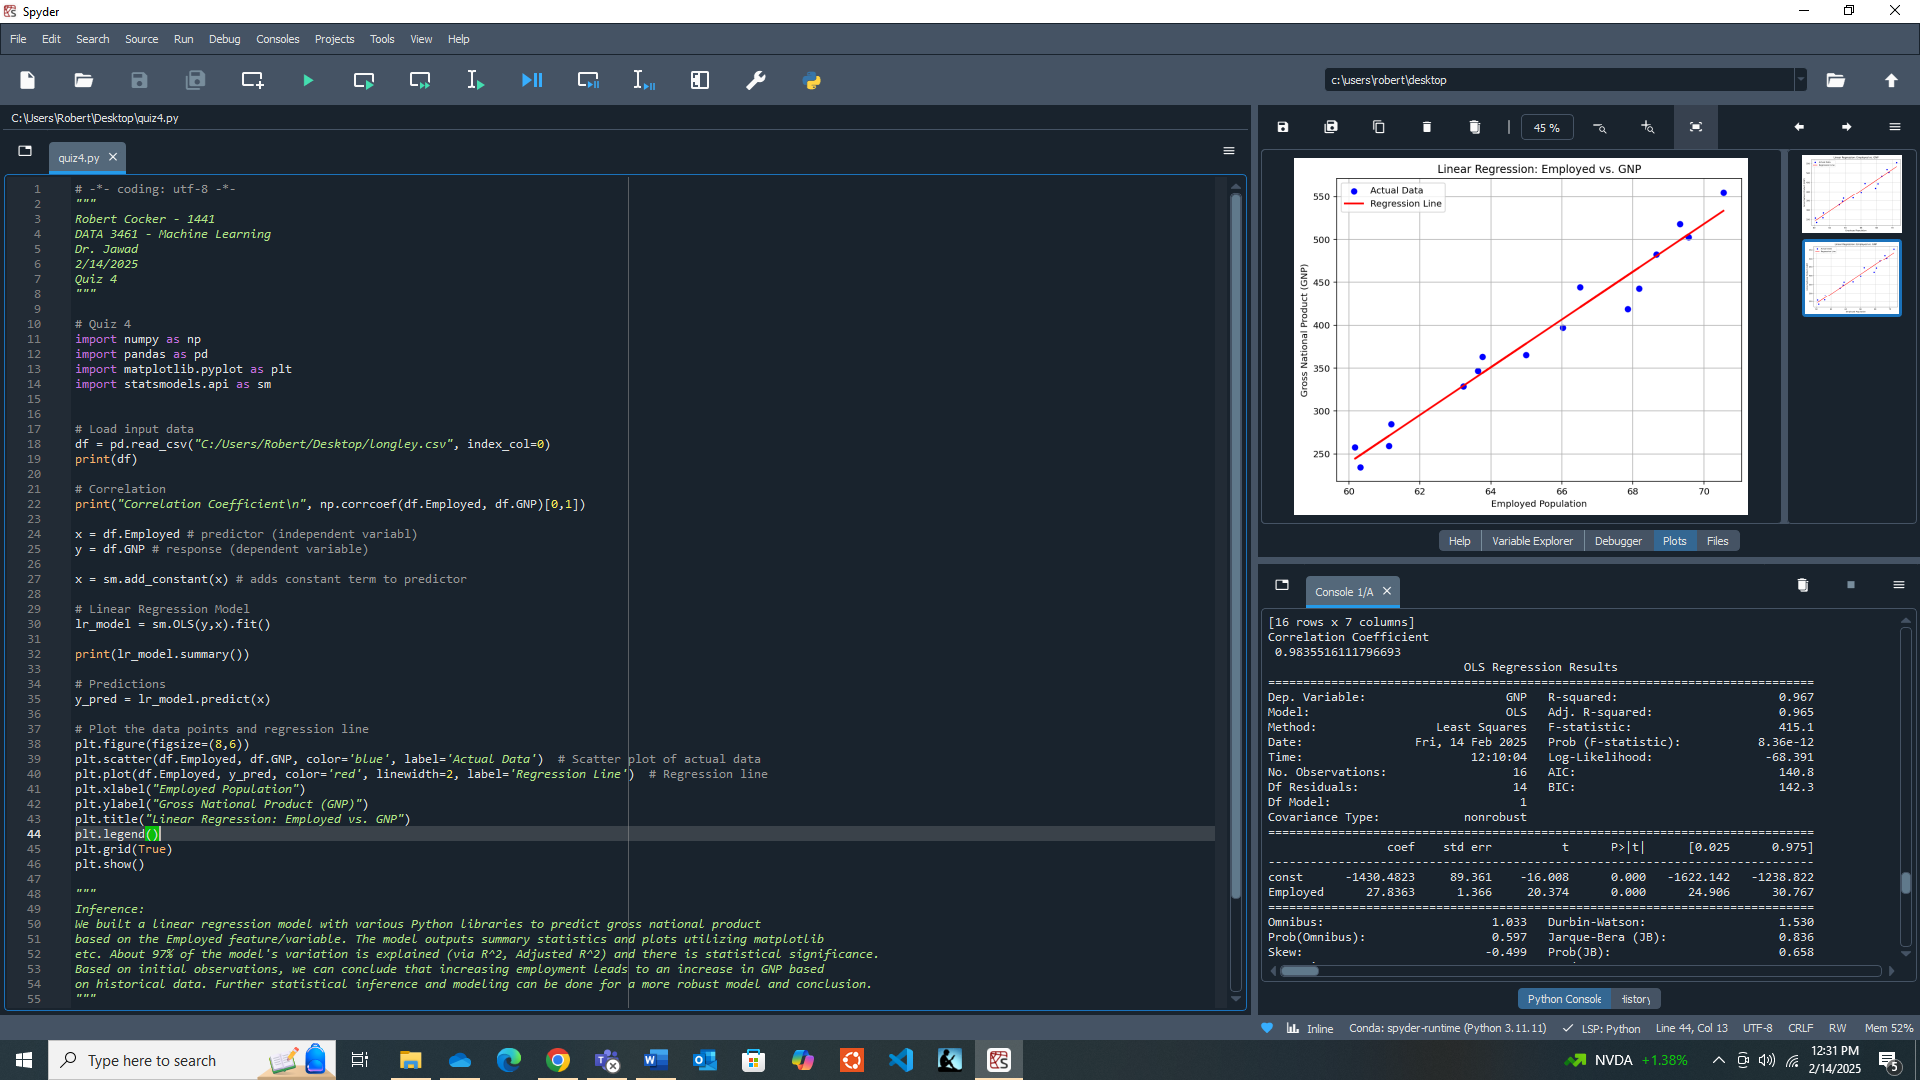 Spyder
File Edit Search Source Run Debug Consoles Projects Tools View Help
c:\users\robert\desktop
C:\Users\Robert\Desktop\quiz4.py
quiz4.py
1 # -*- coding: utf-8 -*-
2 """
3 Robert Cocker - 1441
4 DATA 3461 - Machine Learning
5 Dr. Jawad
6 2/14/2025
7 Quiz 4
8 """
9
10 # Quiz 4
11 import numpy as np
12 import pandas as pd
13 import matplotlib.pyplot as plt
14 import statsmodels.api as sm
15
16
17 # Load input data
18 df = pd.read_csv("C:/Users/Robert/Desktop/longley.csv", index_col=0)
19 print(df)
20
21 # Correlation
22 print("Correlation Coefficient\n", np.corrcoef(df.Employed, df.GNP)[0,1])
23
24 x = df.Employed # predictor (independent variabl)
25 y = df.GNP # response (dependent variable)
26
27 x = sm.add_constant(x) # adds constant term to predictor
28
29 # Linear Regression Model
30 lr_model = sm.OLS(y,x).fit()
31
32 print(lr_model.summary())
33
34 # Predictions
35 y_pred = lr_model.predict(x)
36
37 # Plot the data points and regression line
38 plt.figure(figsize=(8,6))
39 plt.scatter(df.Employed, df.GNP, color='blue', label='Actual Data') # Scatter plot of actual data
40 plt.plot(df.Employed, y_pred, color='red', linewidth=2, label='Regression Line') # Regression line
41 plt.xlabel("Employed Population")
42 plt.ylabel("Gross National Product (GNP)")
43 plt.title("Linear Regression: Employed vs. GNP")
44 plt.legend()
45 plt.grid(True)
46 plt.show()
47
48 """
49 Inference:
50 We built a linear regression model with various Python libraries to predict gross national product
51 based on the Employed feature/variable. The model outputs summary statistics and plots utilizing matplotlib
52 etc. About 97% of the model's variation is explained (via R^2, Adjusted R^2) and there is statistical significance.
53 Based on initial observations, we can conclude that increasing employment leads to an increase in GNP based
54 on historical data. Further statistical inference and modeling can be done for a more robust model and conclusion.
55 """
45 %
Linear Regression: Employed vs. GNP
Actual Data
Regression Line
Gross National Product (GNP)
550
500
450
400
350
300
250
60 62 64 66 68 70
Employed Population
Help Variable Explorer Debugger Plots Files
Console 1/A
[16 rows x 7 columns]
Correlation Coefficient
0.9835516111796693
OLS Regression Results
==============================================================================
Dep. Variable: GNP R-squared: 0.967
Model: OLS Adj. R-squared: 0.965
Method: Least Squares F-statistic: 415.1
Date: Fri, 14 Feb 2025 Prob (F-statistic): 8.36e-12
Time: 12:10:04 Log-Likelihood: -68.391
No. Observations: 16 AIC: 140.8
Df Residuals: 14 BIC: 142.3
Df Model: 1
Covariance Type: nonrobust
==============================================================================
coef std err t P>|t| [0.025 0.975]
------------------------------------------------------------------------------
const -1430.4823 89.361 -16.008 0.000 -1622.142 -1238.822
Employed 27.8363 1.366 20.374 0.000 24.906 30.767
==============================================================================
Omnibus: 1.033 Durbin-Watson: 1.530
Prob(Omnibus): 0.597 Jarque-Bera (JB): 0.836
Skew: -0.499 Prob(JB): 0.658
Python Console History
Inline Conda: spyder-runtime (Python 3.11.11) LSP: Python Line 44, Col 13 UTF-8 CRLF RW Mem 52%
Type here to search
NVDA +1.38%
12:31 PM
2/14/2025
5